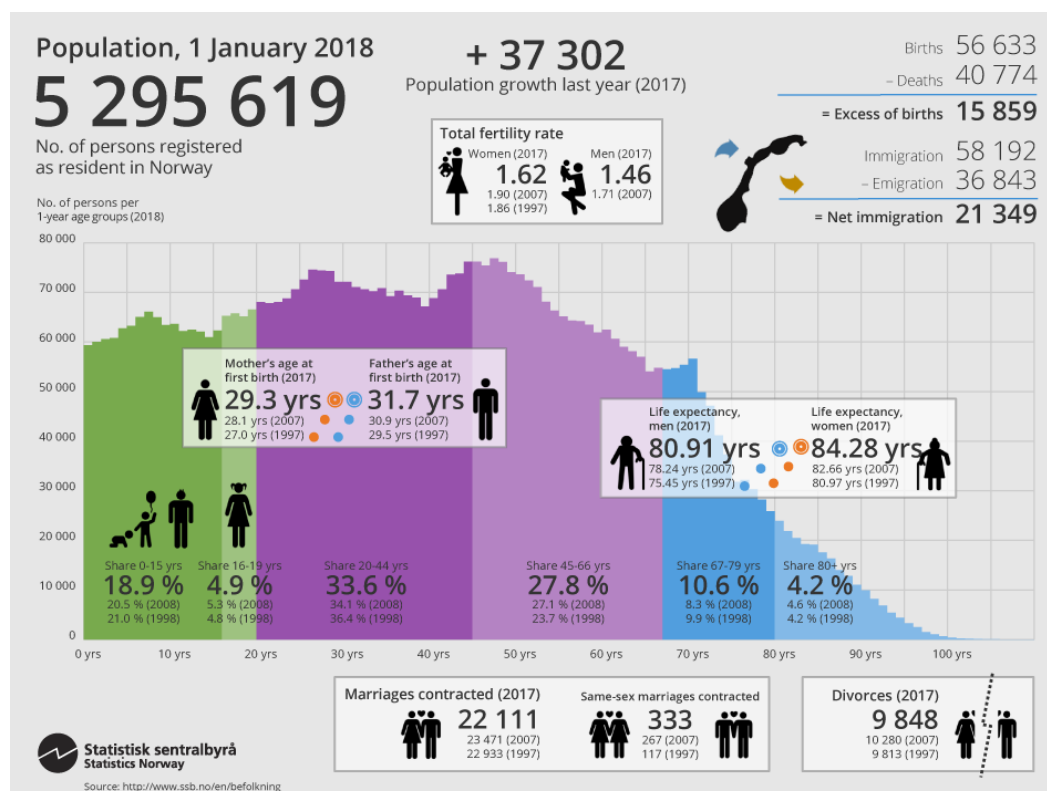 Population, 1 January 2018
5 295 619
No. of persons registered
as resident in Norway
+ 37 302
Population growth last year (2017)
Births 56 633
– Deaths 40 774
= Excess of births 15 859
Immigration 58 192
– Emigration 36 843
= Net immigration 21 349
Total fertility rate
Women (2017)
1.62
1.90 (2007)
1.86 (1997)
Men (2017)
1.46
1.71 (2007)
No. of persons per
1-year age groups (2018)
80 000
70 000
60 000
50 000
40 000
30 000
20 000
10 000
0
Mother's age at
first birth (2017)
29.3 yrs
28.1 yrs (2007)
27.0 yrs (1997)
Father's age at
first birth (2017)
31.7 yrs
30.9 yrs (2007)
29.5 yrs (1997)
Life expectancy,
men (2017)
80.91 yrs
78.24 yrs (2007)
75.45 yrs (1997)
Life expectancy,
women (2017)
84.28 yrs
82.66 yrs (2007)
80.97 yrs (1997)
Share 0-15 yrs
18.9 %
20.5 % (2008)
21.0 % (1998)
Share 16-19 yrs
4.9 %
5.3 % (2008)
4.8 % (1998)
Share 20-44 yrs
33.6 %
34.1 % (2008)
36.4 % (1998)
Share 45-66 yrs
27.8 %
27.1 % (2008)
23.7 % (1998)
Share 67-79 yrs
10.6 %
8.3 % (2008)
9.9 % (1998)
Share 80+ yrs
4.2 %
4.6 % (2008)
4.2 % (1998)
0 yrs 10 yrs 20 yrs 30 yrs 40 yrs 50 yrs 60 yrs 70 yrs 80 yrs 90 yrs 100 yrs
Marriages contracted (2017)
22 111
23 471 (2007)
22 933 (1997)
Same-sex marriages contracted
333
267 (2007)
117 (1997)
Divorces (2017)
9 848
10 280 (2007)
9 813 (1997)
Statistisk sentralbyrå
Statistics Norway
Source: http://www.ssb.no/en/befolkning